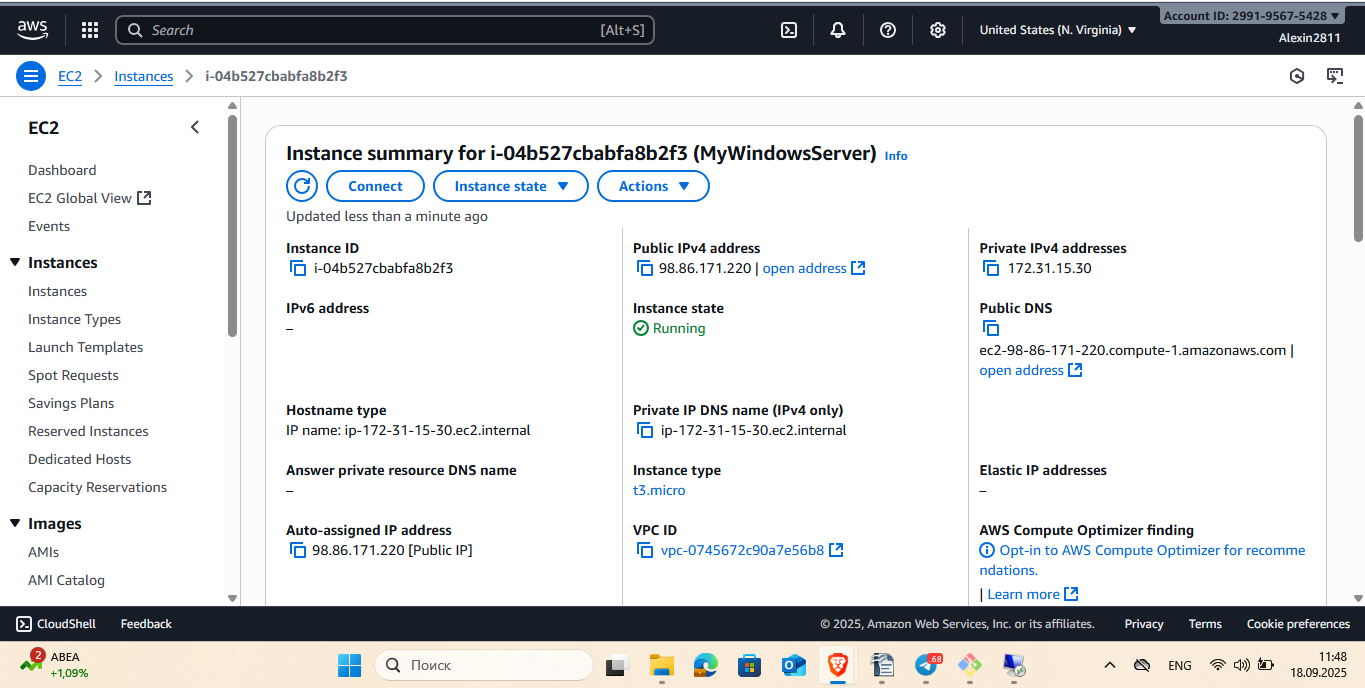 aws
Search [Alt+S]
United States (N. Virginia) ▼
Account ID: 2991-9567-5428 ▼
Alexin2811
EC2 > Instances > i-04b527cbabfa8b2f3
EC2
Dashboard
EC2 Global View
Events
Instances
Instances
Instance Types
Launch Templates
Spot Requests
Savings Plans
Reserved Instances
Dedicated Hosts
Capacity Reservations
Images
AMIs
AMI Catalog
Instance summary for i-04b527cbabfa8b2f3 (MyWindowsServer) Info
Connect
Instance state ▼
Actions ▼
Updated less than a minute ago
Instance ID
i-04b527cbabfa8b2f3
Public IPv4 address
98.86.171.220 | open address
Private IPv4 addresses
172.31.15.30
IPv6 address
–
Instance state
Running
Public DNS
ec2-98-86-171-220.compute-1.amazonaws.com |
open address
Hostname type
IP name: ip-172-31-15-30.ec2.internal
Private IP DNS name (IPv4 only)
ip-172-31-15-30.ec2.internal
Answer private resource DNS name
–
Instance type
t3.micro
Elastic IP addresses
–
Auto-assigned IP address
98.86.171.220 [Public IP]
VPC ID
vpc-0745672c90a7e56b8
AWS Compute Optimizer finding
Opt-in to AWS Compute Optimizer for recomme
ndations.
| Learn more
CloudShell
Feedback
© 2025, Amazon Web Services, Inc. or its affiliates.
Privacy
Terms
Cookie preferences
2
ABEA
+1,09%
Поиск
68
ENG
11:48
18.09.2025